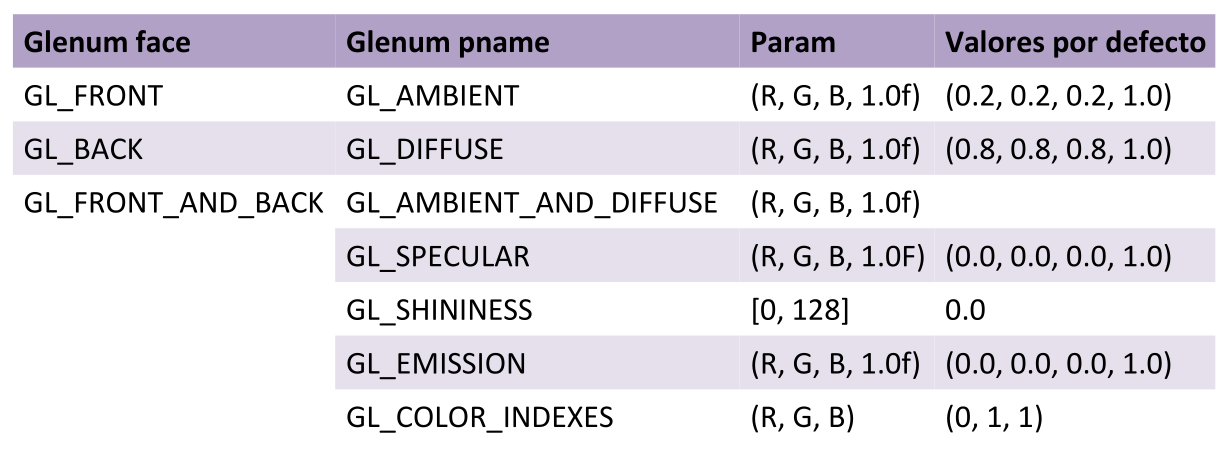 Glenum face Glenum pname Param Valores por defecto
GL_FRONT GL_AMBIENT (R, G, B, 1.0f) (0.2, 0.2, 0.2, 1.0)
GL_BACK GL_DIFFUSE (R, G, B, 1.0f) (0.8, 0.8, 0.8, 1.0)
GL_FRONT_AND_BACK GL_AMBIENT_AND_DIFFUSE (R, G, B, 1.0f)
GL_SPECULAR (R, G, B, 1.0F) (0.0, 0.0, 0.0, 1.0)
GL_SHININESS [0, 128] 0.0
GL_EMISSION (R, G, B, 1.0f) (0.0, 0.0, 0.0, 1.0)
GL_COLOR_INDEXES (R, G, B) (0, 1, 1)